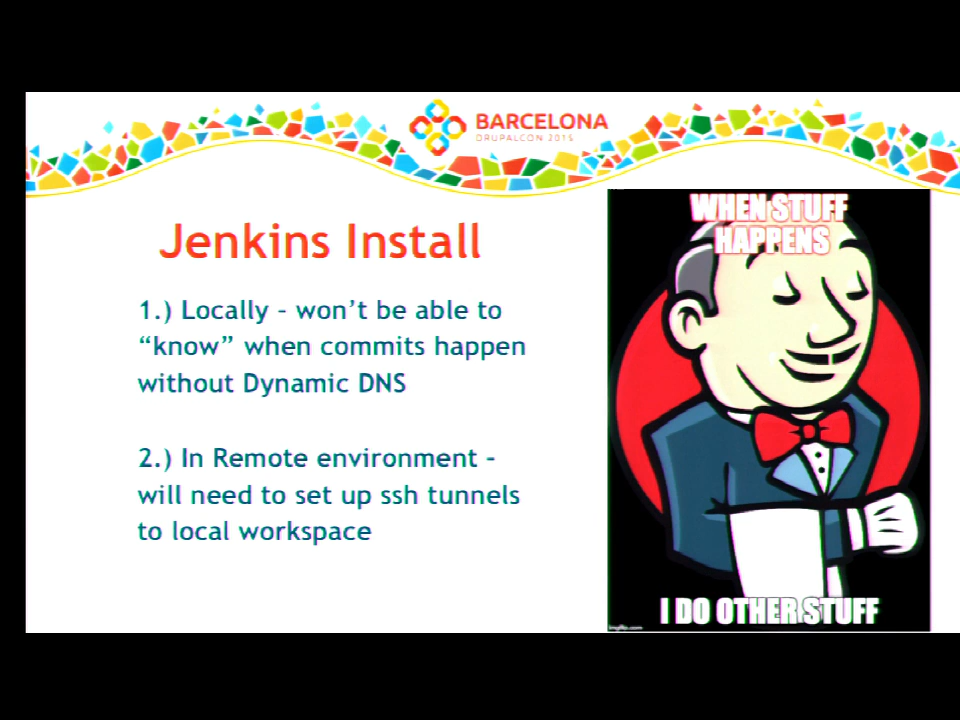 BARCELONA
DRUPALCON 2015
Jenkins Install
1.) Locally – won’t be able to
“know” when commits happen
without Dynamic DNS
2.) In Remote environment –
will need to set up ssh tunnels
to local workspace
WHEN STUFF
HAPPENS
I DO OTHER STUFF
imgflip.com